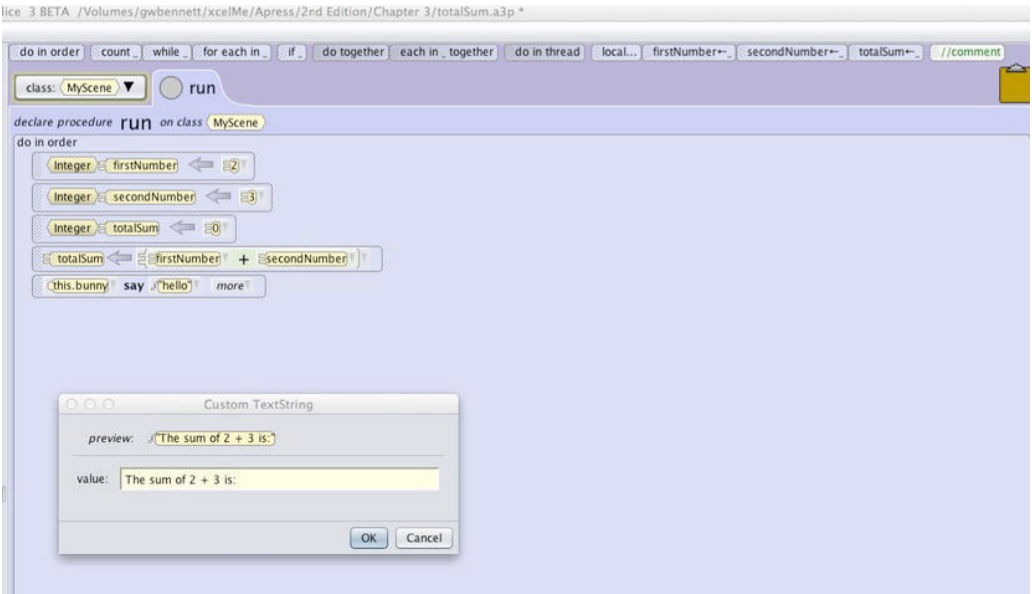 lice 3 BETA /Volumes/gwbennett/xcelMe/Apress/2nd Edition/Chapter 3/totalSum.a3p *
do in order count _ while _ for each in _ if _ do together each in _ together do in thread local... firstNumber←_ secondNumber←_ totalSum←_ //comment
class: MyScene ▼ run
declare procedure run on class MyScene
do in order
Integer firstNumber ⇐ 2
Integer secondNumber ⇐ 3
Integer totalSum ⇐ 0
totalSum ⇐ ( firstNumber + secondNumber )
this.bunny say "hello" more
Custom TextString
preview: "The sum of 2 + 3 is:"
value: The sum of 2 + 3 is:
OK Cancel